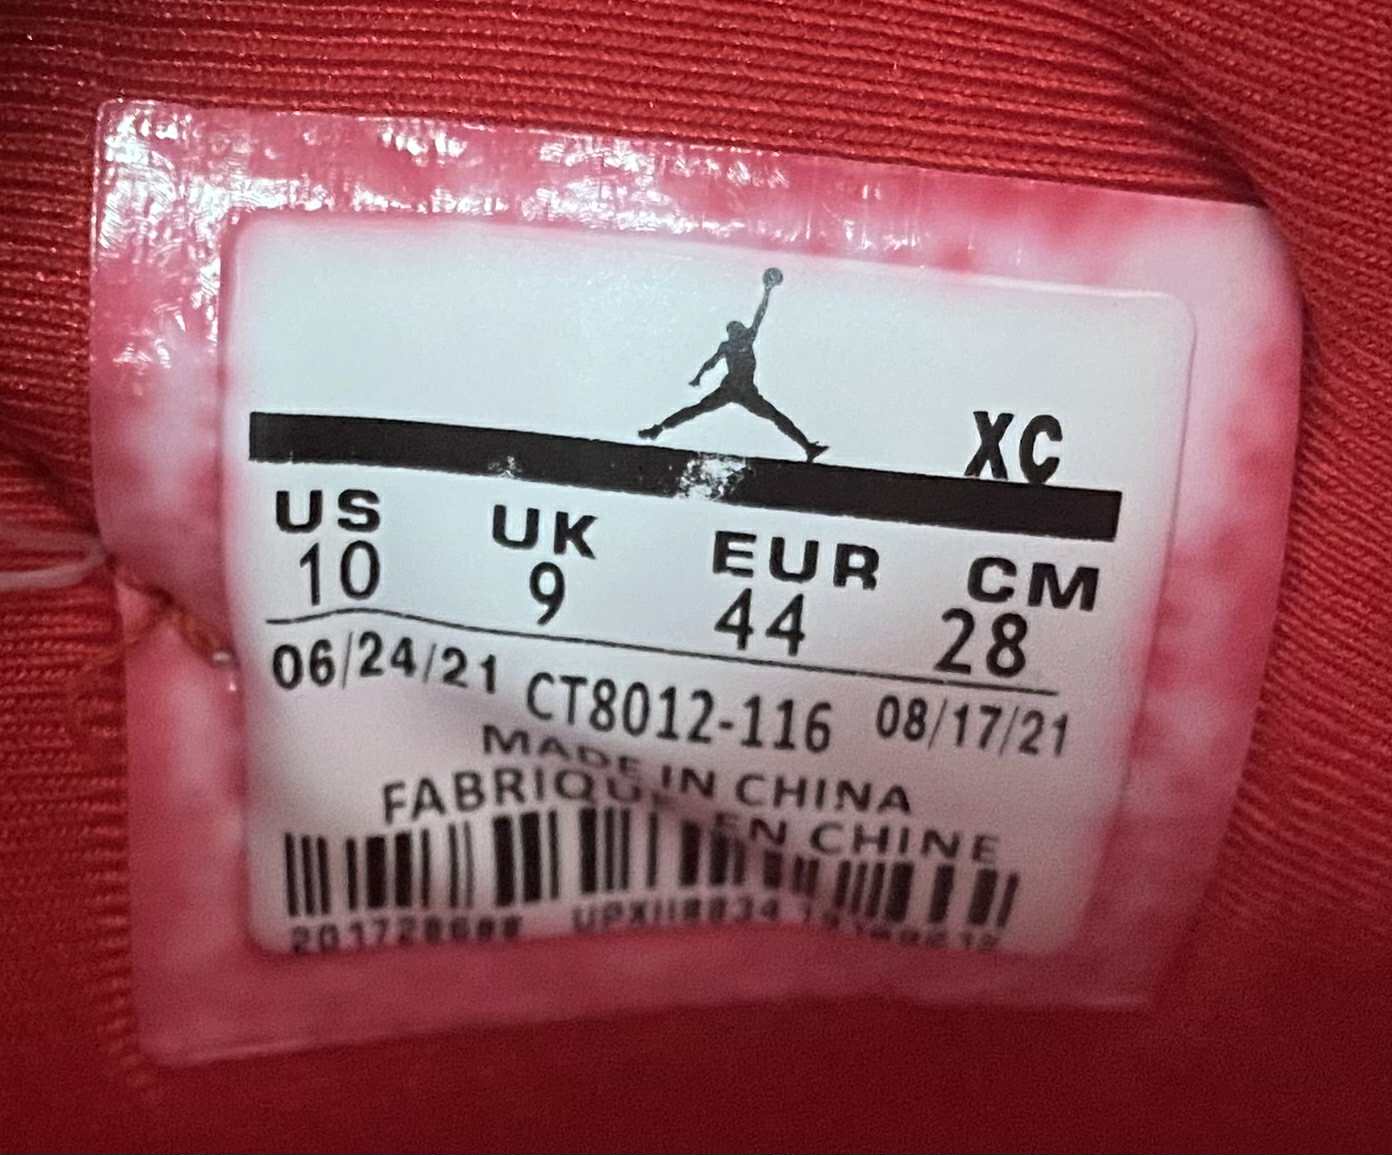 XC
US UK EUR CM
10 9 44 28
06/24/21 CT8012-116 08/17/21
MADE IN CHINA
FABRIQU EN CHINE